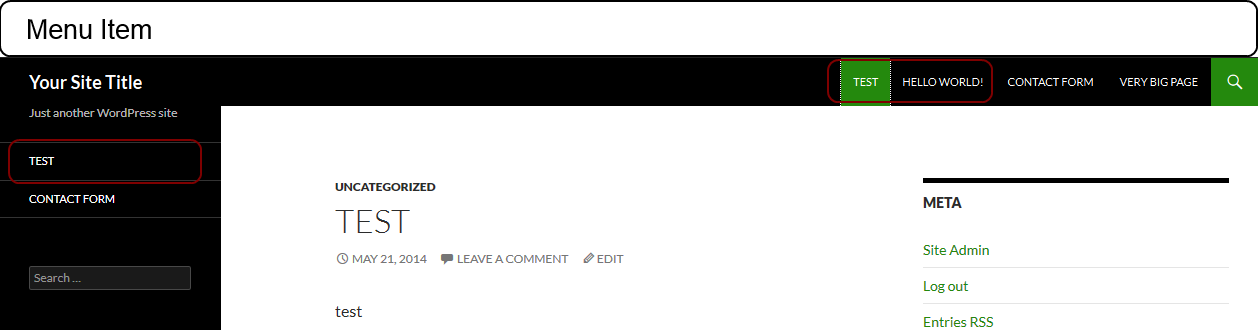 Menu Item
Your Site Title
TEST HELLO WORLD! CONTACT FORM VERY BIG PAGE
Just another WordPress site
TEST
CONTACT FORM
Search ...
UNCATEGORIZED
TEST
MAY 21, 2014 LEAVE A COMMENT EDIT
test
META
Site Admin
Log out
Entries RSS